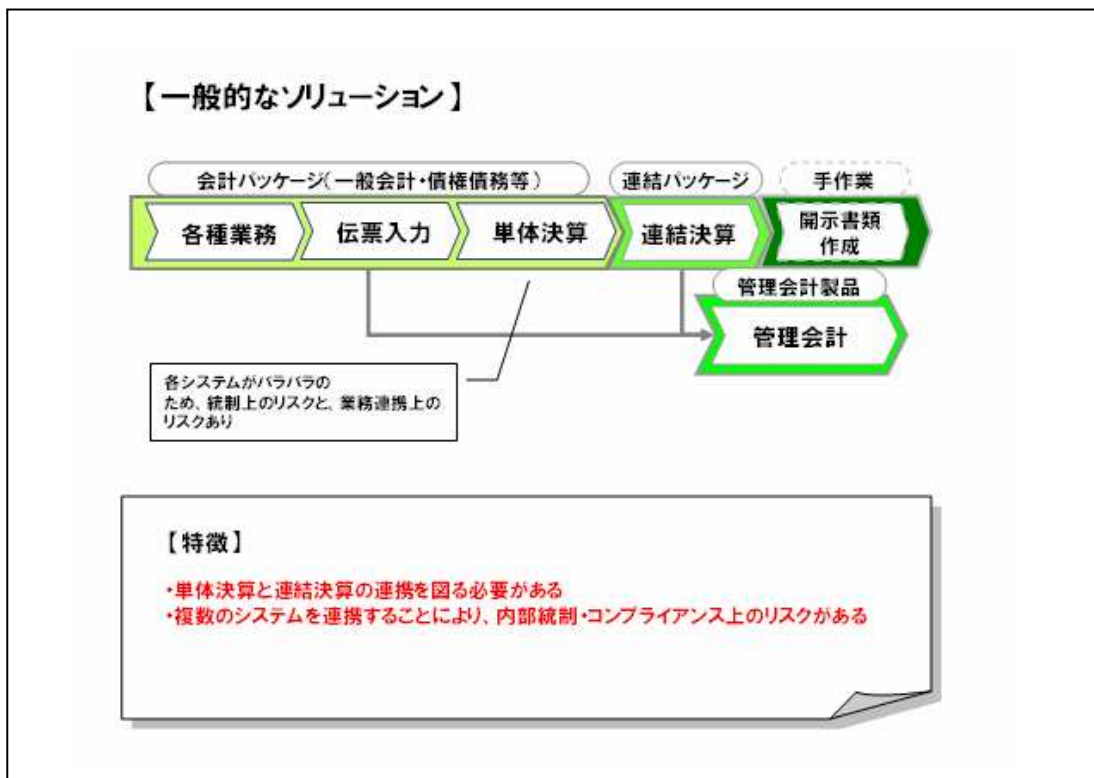 【一般的なソリューション】
会計パッケージ(一般会計・債権債務等)
連結パッケージ
手作業
各種業務
伝票入力
単体決算
連結決算
開示書類
作成
管理会計製品
管理会計
各システムがバラバラの
ため、統制上のリスクと、業務連携上の
リスクあり
【特徴】
・単体決算と連結決算の連携を図る必要がある
・複数のシステムを連携することにより、内部統制・コンプライアンス上のリスクがある